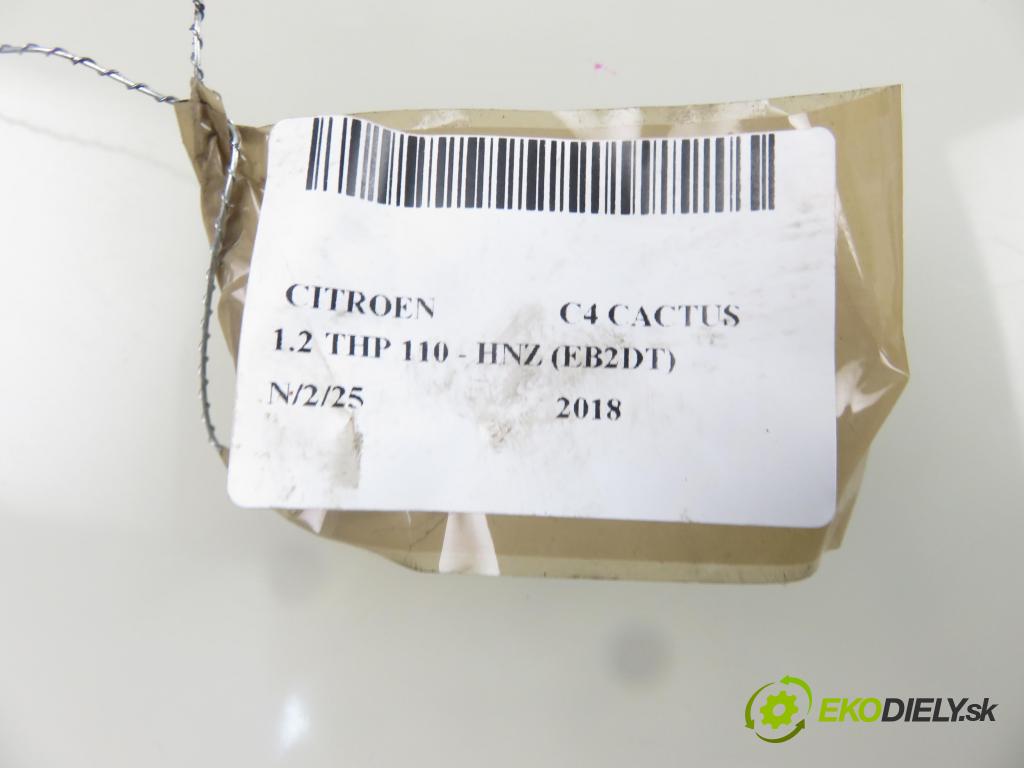 CITROEN C4 CACTUS
1.2 THP 110 - HNZ (EB2DT)
N/2/25 2018
EKODIELY.sk